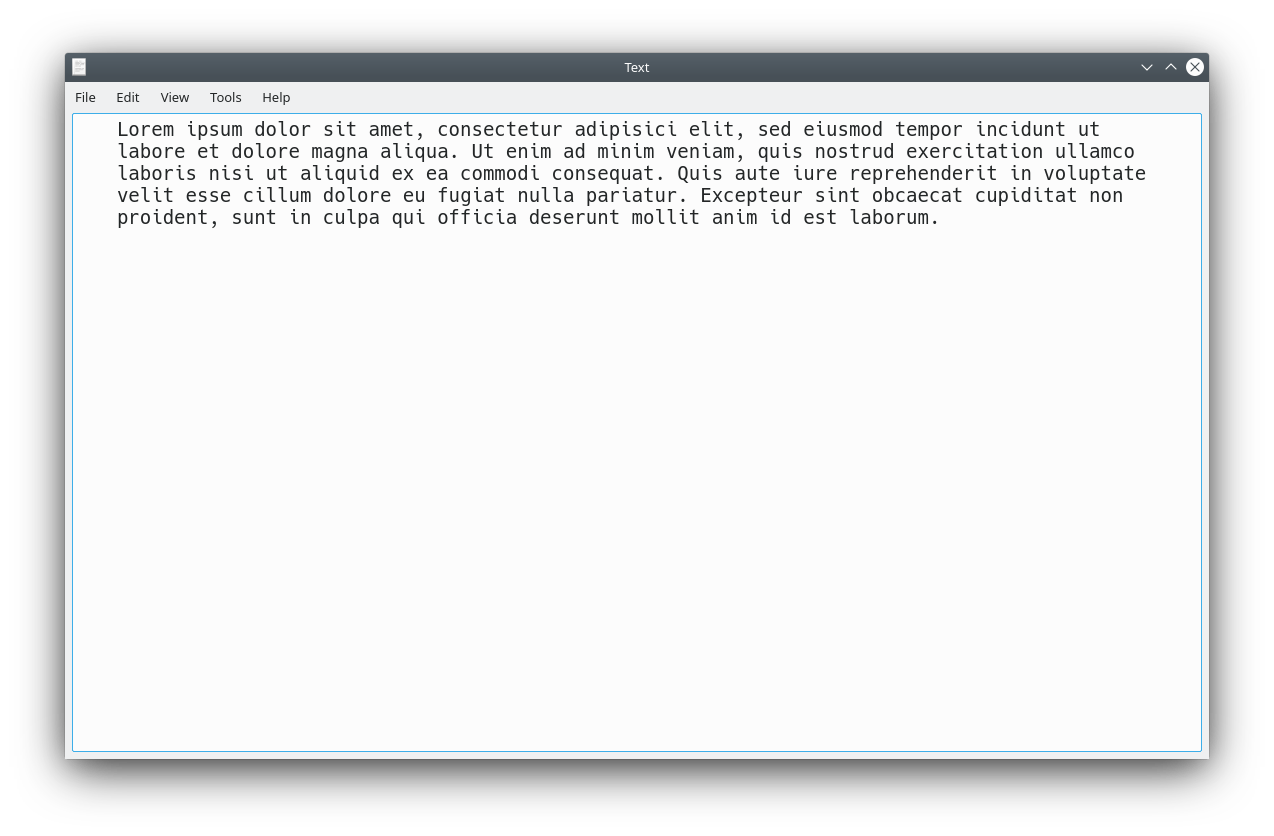 Text
File Edit View Tools Help
Lorem ipsum dolor sit amet, consectetur adipisici elit, sed eiusmod tempor incidunt ut
labore et dolore magna aliqua. Ut enim ad minim veniam, quis nostrud exercitation ullamco
laboris nisi ut aliquid ex ea commodi consequat. Quis aute iure reprehenderit in voluptate
velit esse cillum dolore eu fugiat nulla pariatur. Excepteur sint obcaecat cupiditat non
proident, sunt in culpa qui officia deserunt mollit anim id est laborum.